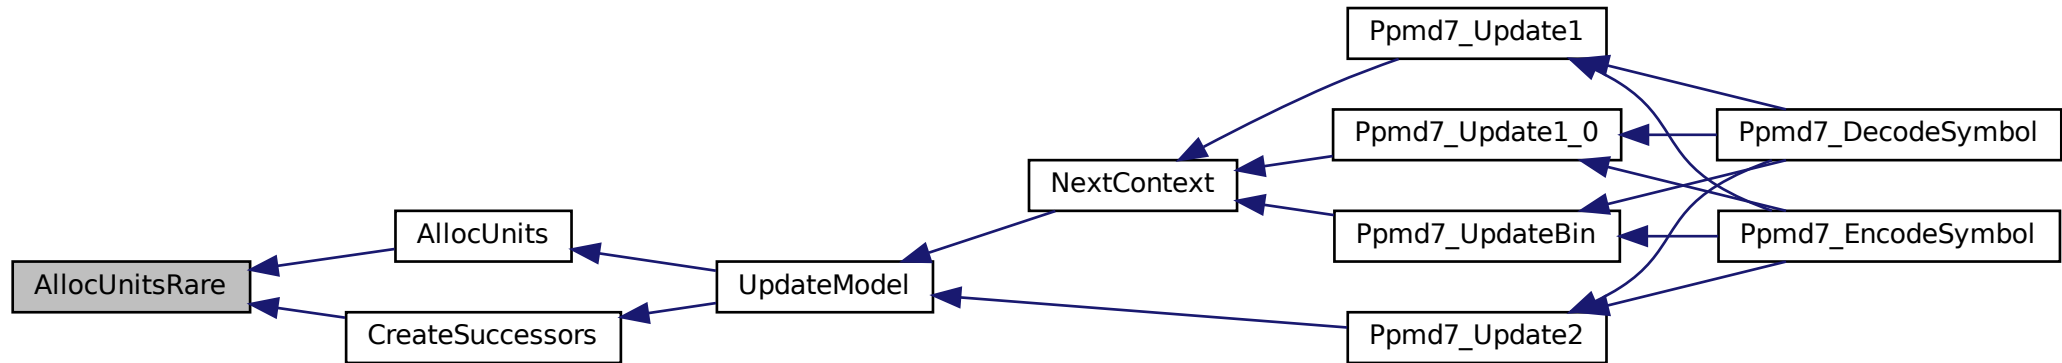 Ppmd7_Update1
Ppmd7_Update1_0
Ppmd7_DecodeSymbol
NextContext
AllocUnits
Ppmd7_UpdateBin
Ppmd7_EncodeSymbol
AllocUnitsRare
UpdateModel
CreateSuccessors
Ppmd7_Update2